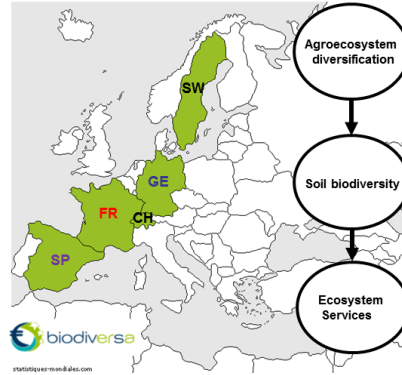 Agroecosystem
diversification
SW
Soil biodiversity
GE
FR
CH
SP
Ecosystem
Services
biodiversa
statistiques-mondiales.com